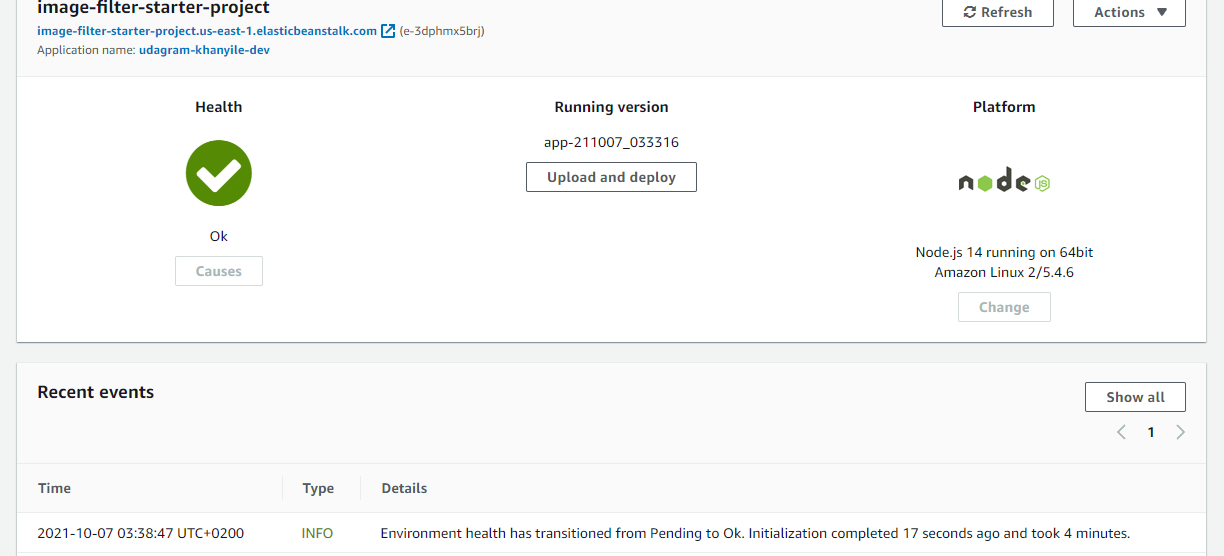 image-filter-starter-project
Refresh
Actions
image-filter-starter-project.us-east-1.elasticbeanstalk.com (e-3dphmx5brj)
Application name: udagram-khanyile-dev
Health
Running version
Platform
app-211007_033316
Upload and deploy
node JS
Ok
Causes
Node.js 14 running on 64bit
Amazon Linux 2/5.4.6
Change
Recent events
Show all
1
Time
Type
Details
2021-10-07 03:38:47 UTC+0200
INFO
Environment health has transitioned from Pending to Ok. Initialization completed 17 seconds ago and took 4 minutes.